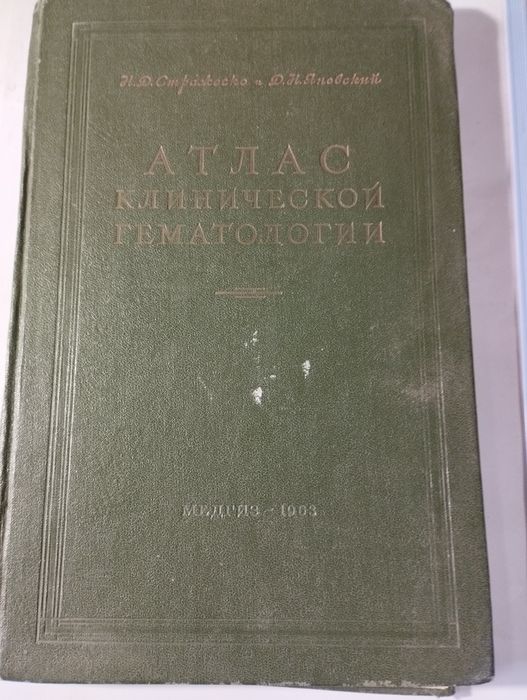 Н.Д.Стражеско и Д.Н.Яновский
АТЛАС
КЛИНИЧЕСКОЙ
ГЕМАТОЛОГИИ
МЕДГИЗ - 1963